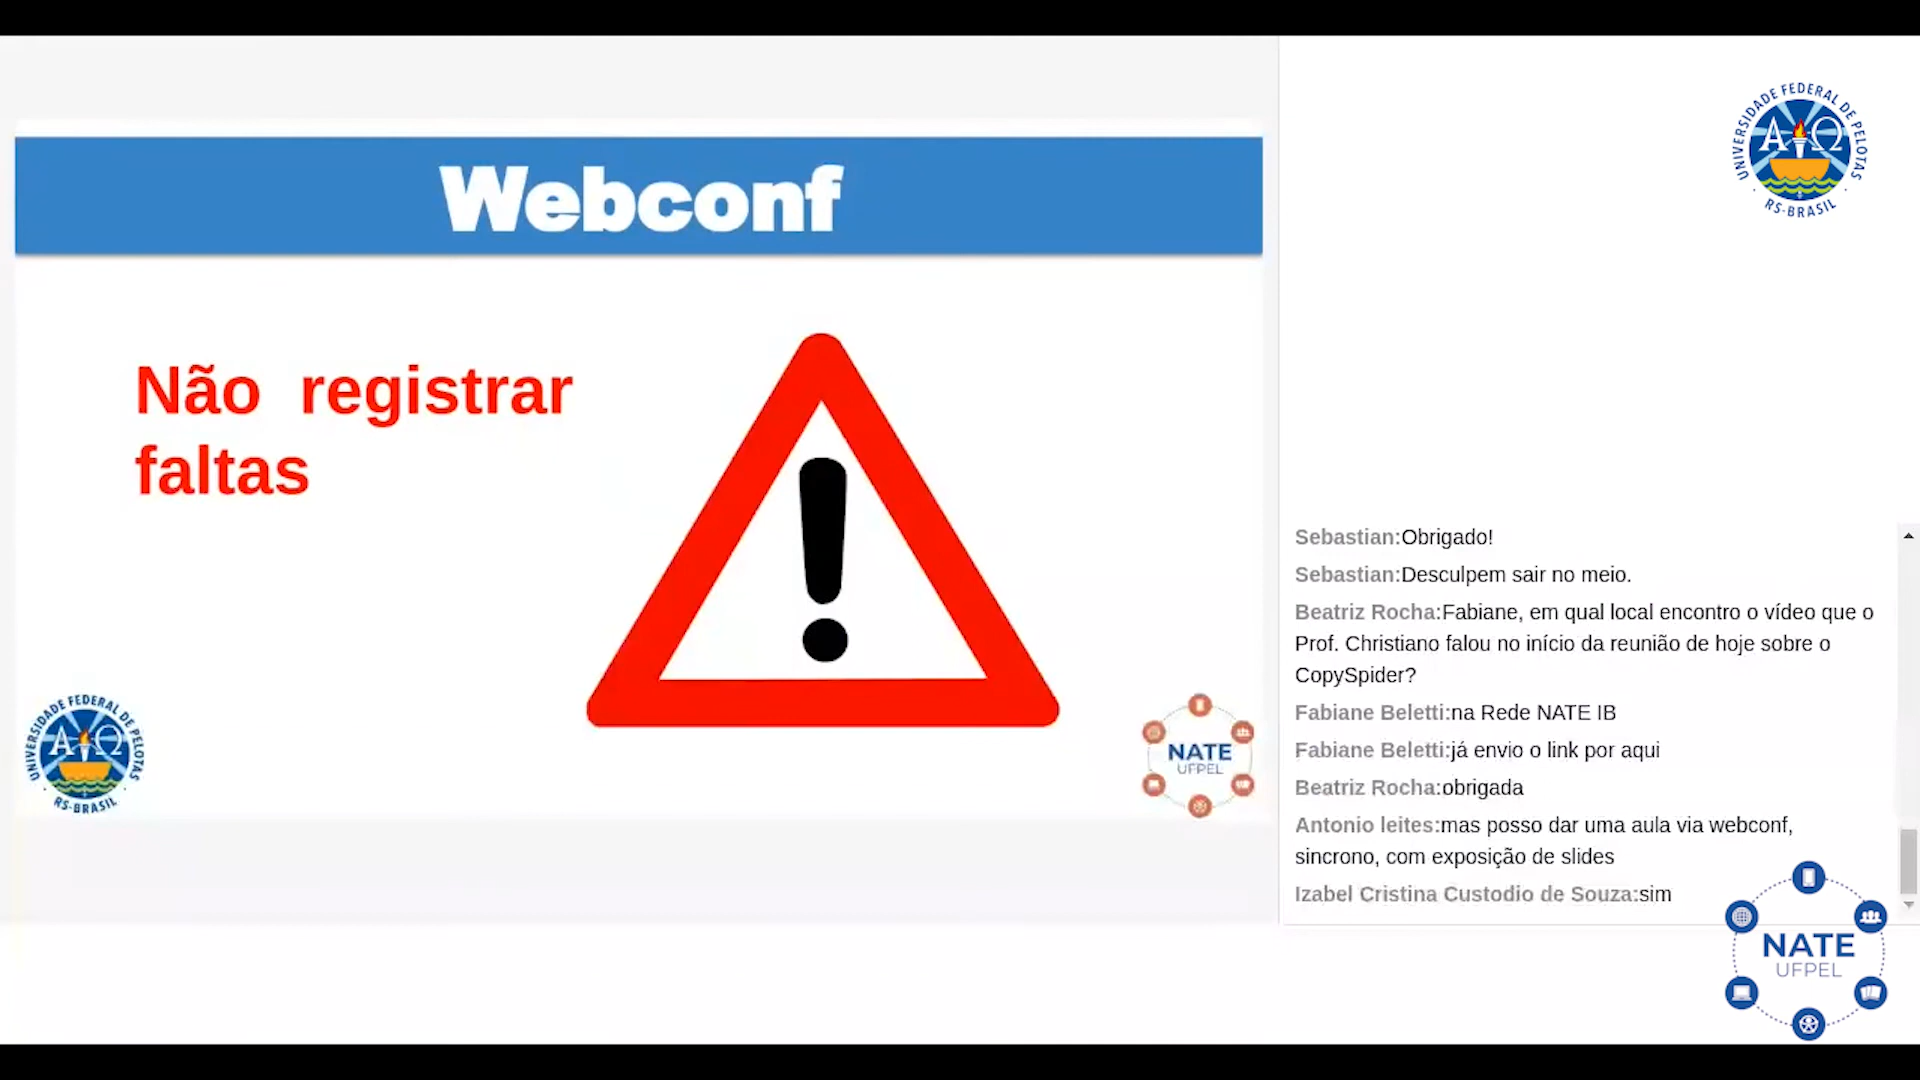 Webconf
Não registrar
faltas
UNIVERSIDADE FEDERAL DE PELOTAS
RS-BRASIL
NATE
UFPEL
UNIVERSIDADE FEDERAL DE PELOTAS
RS-BRASIL
Sebastian:Obrigado!
Sebastian:Desculpem sair no meio.
Beatriz Rocha:Fabiane, em qual local encontro o vídeo que o
Prof. Christiano falou no início da reunião de hoje sobre o
CopySpider?
Fabiane Beletti:na Rede NATE IB
Fabiane Beletti:já envio o link por aqui
Beatriz Rocha:obrigada
Antonio leites:mas posso dar uma aula via webconf,
sincrono, com exposição de slides
Izabel Cristina Custodio de Souza:sim
NATE
UFPEL